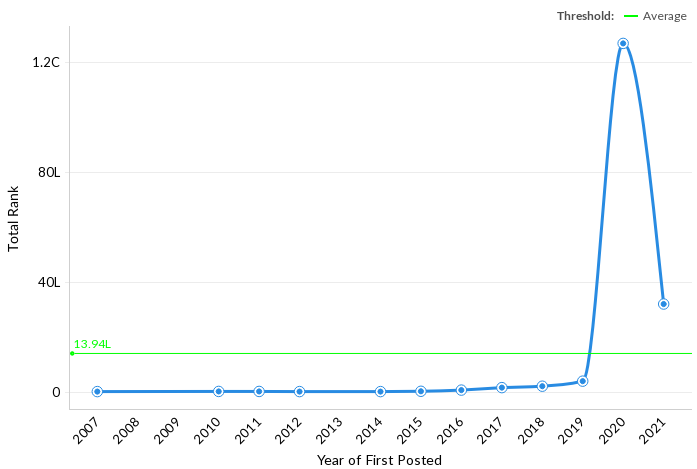 Threshold: Average
1.2C
80L
40L
0
13.94L
Total Rank
2007 2008 2009 2010 2011 2012 2013 2014 2015 2016 2017 2018 2019 2020 2021
Year of First Posted